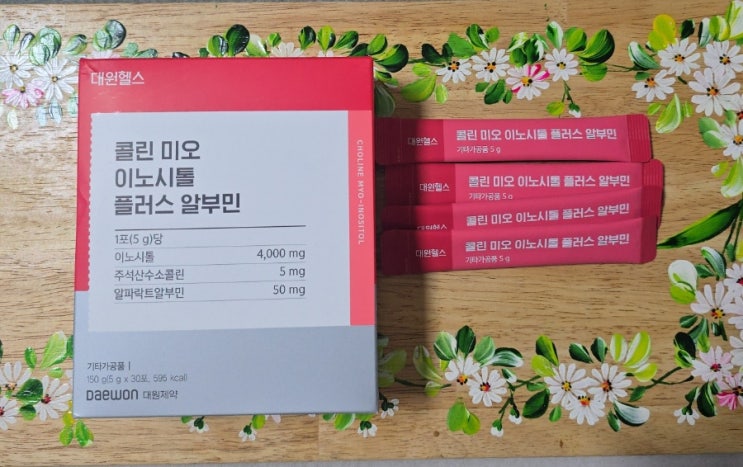 대원헬스
콜린 미오
이노시톨
플러스 알부민
1포(5 g)당
이노시톨 4,000 mg
주석산수소콜린 5 mg
알파락트알부민 50 mg
기타가공품
150 g(5 g x 30포, 595 kcal)
DAEWON 대원제약
CHOLINE MYO-INOSITOL
대원헬스 콜린 미오 이노시톨 플러스 알부민
기타가공품 5 g
대원헬스 콜린 미오 이노시톨 플러스 알부민
기타가공품 5 g
대원헬스 콜린 미오 이노시톨 플러스 알부민
대원헬스 콜린 미오 이노시톨 플러스 알부민
기타가공품 5 g